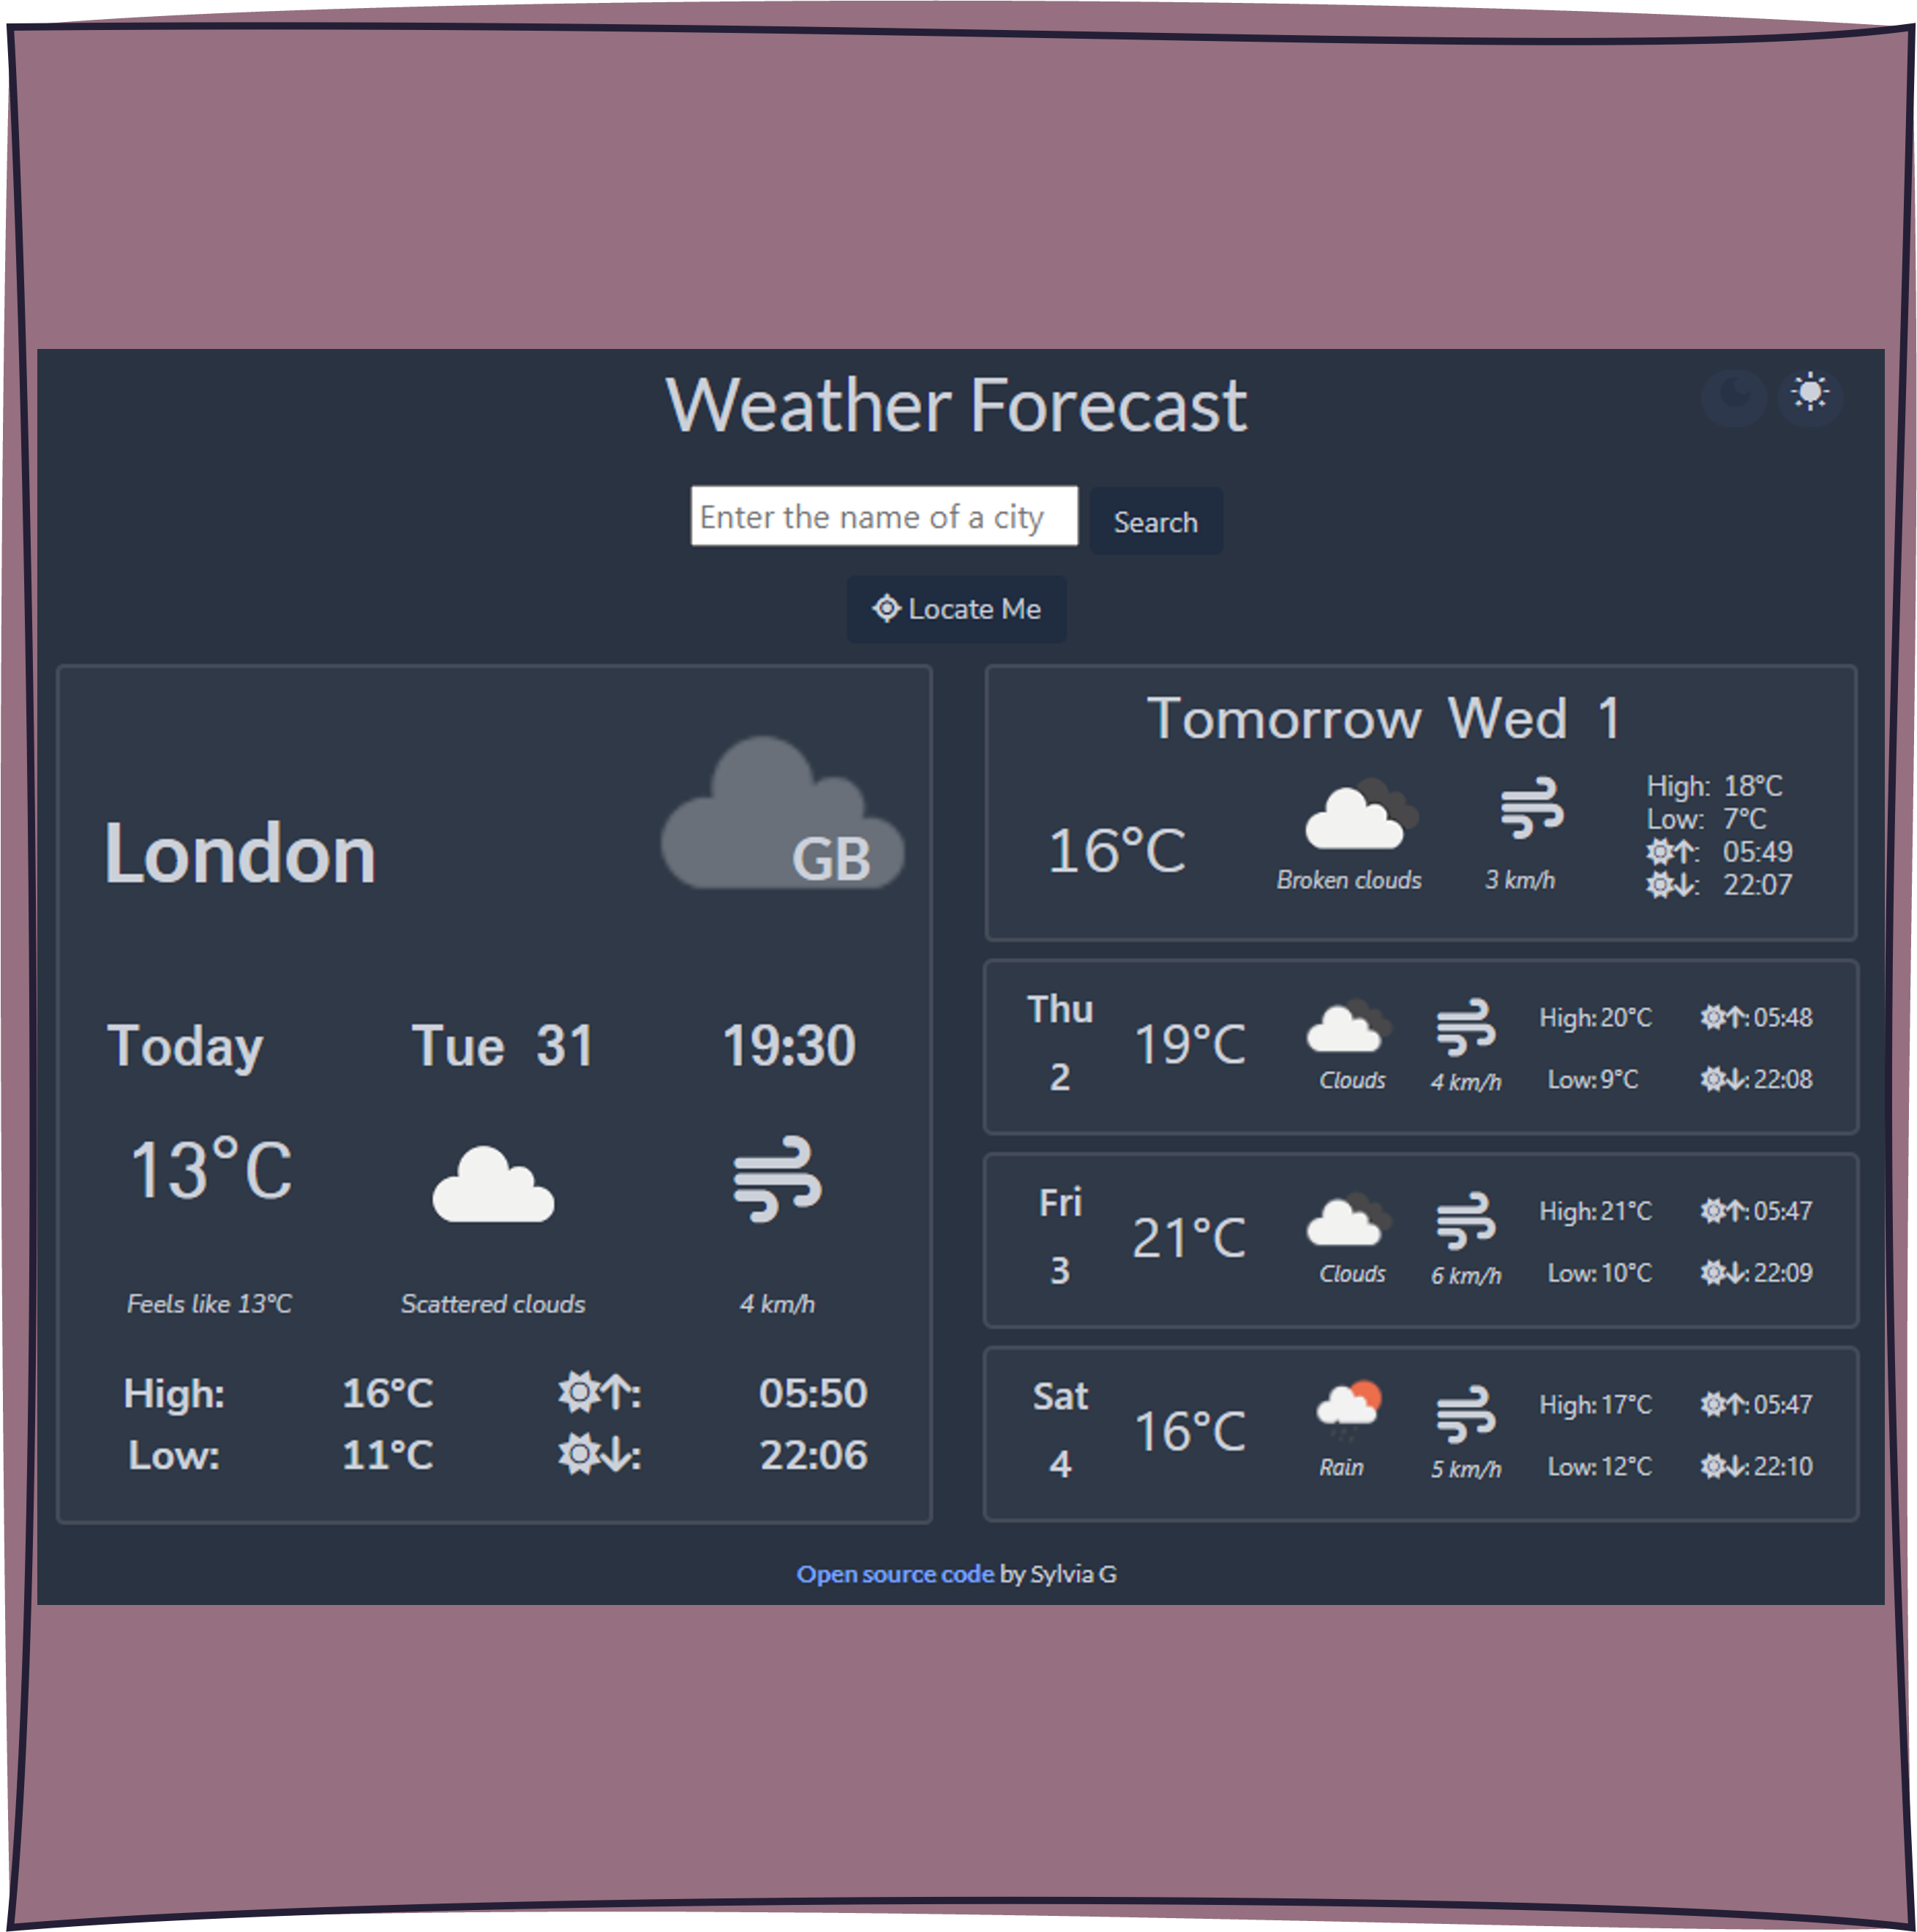 Weather Forecast
Enter the name of a city
Search
Locate Me
London
GB
Today Tue 31 19:30
13°C
Feels like 13°C Scattered clouds 4 km/h
High: 16°C : 05:50
Low: 11°C : 22:06
Tomorrow Wed 1
16°C
Broken clouds
3 km/h
High: 18°C
Low: 7°C
: 05:49
: 22:07
Thu
2
19°C
Clouds
4 km/h
High: 20°C
Low: 9°C
: 05:48
: 22:08
Fri
3
21°C
Clouds
6 km/h
High: 21°C
Low: 10°C
: 05:47
: 22:09
Sat
4
16°C
Rain
5 km/h
High: 17°C
Low: 12°C
: 05:47
: 22:10
Open source code by Sylvia G